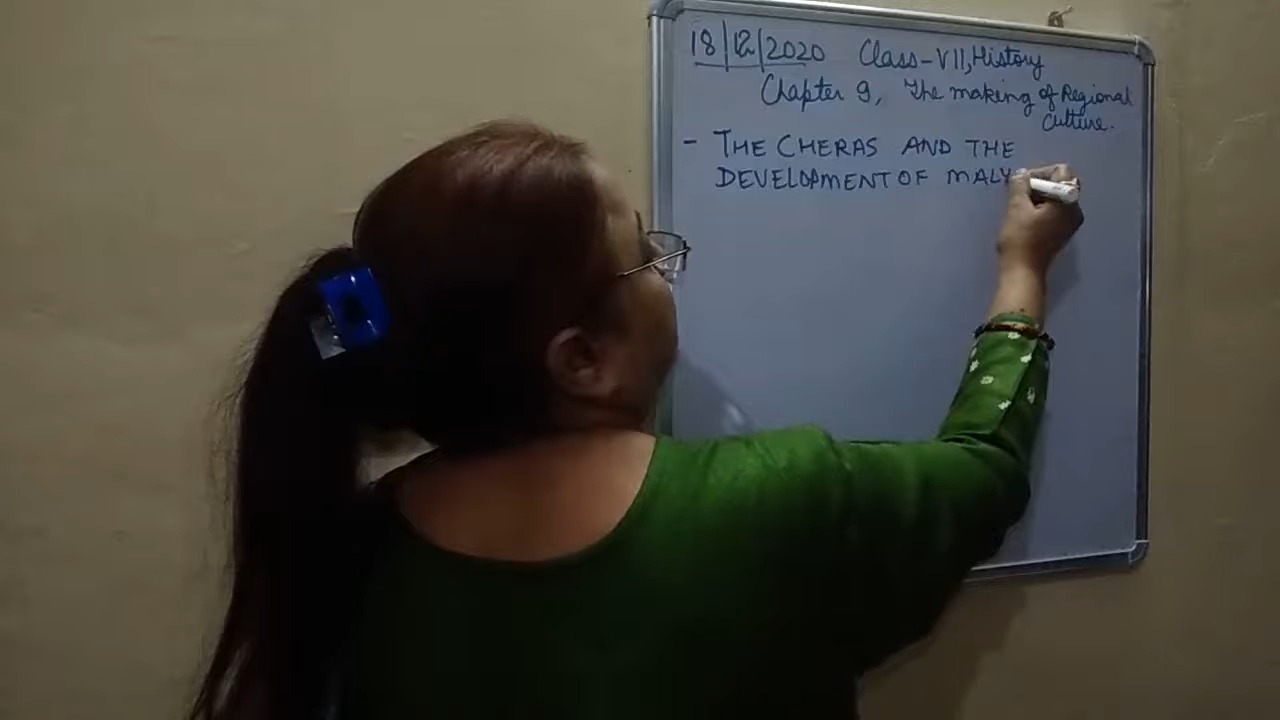 18/12/2020 Class-VII, History
Chapter 9, The making of Regional
Culture.
- THE CHERAS AND THE
DEVELOPMENT OF MALY